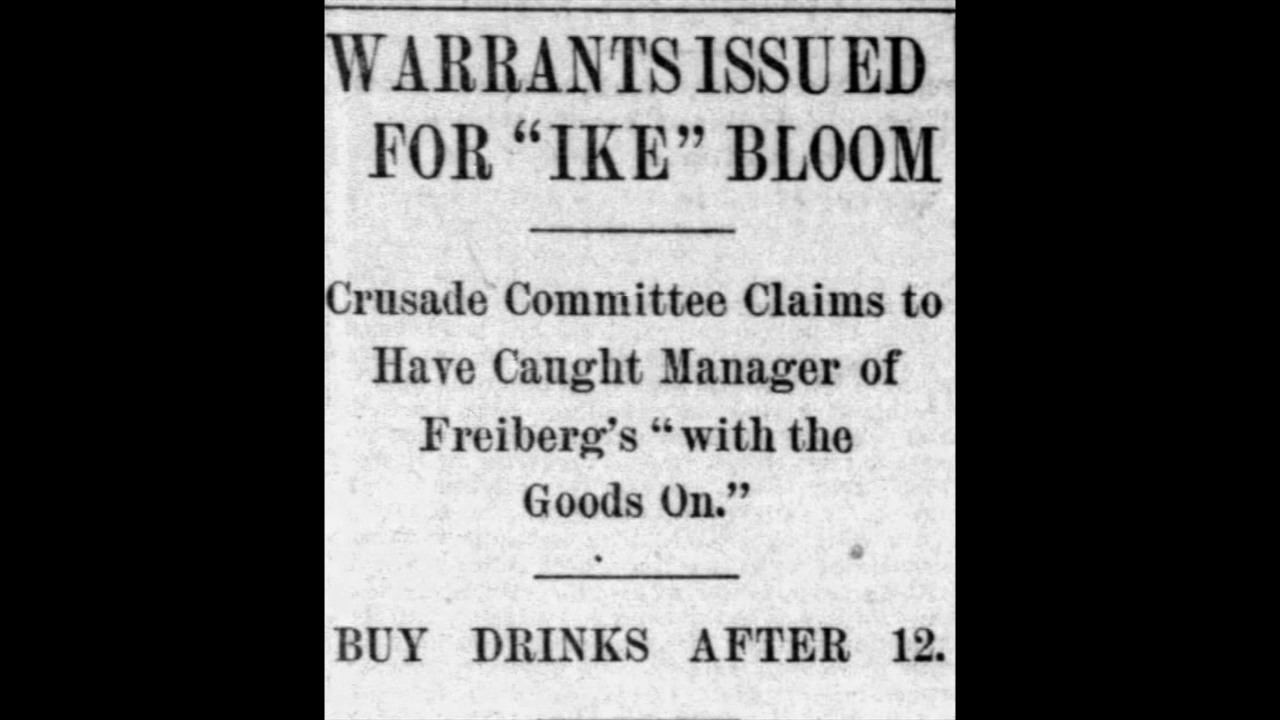 WARRANTS ISSUED
FOR “IKE” BLOOM
Crusade Committee Claims to
Have Caught Manager of
Freiberg's “with the
Goods On.”
BUY DRINKS AFTER 12.